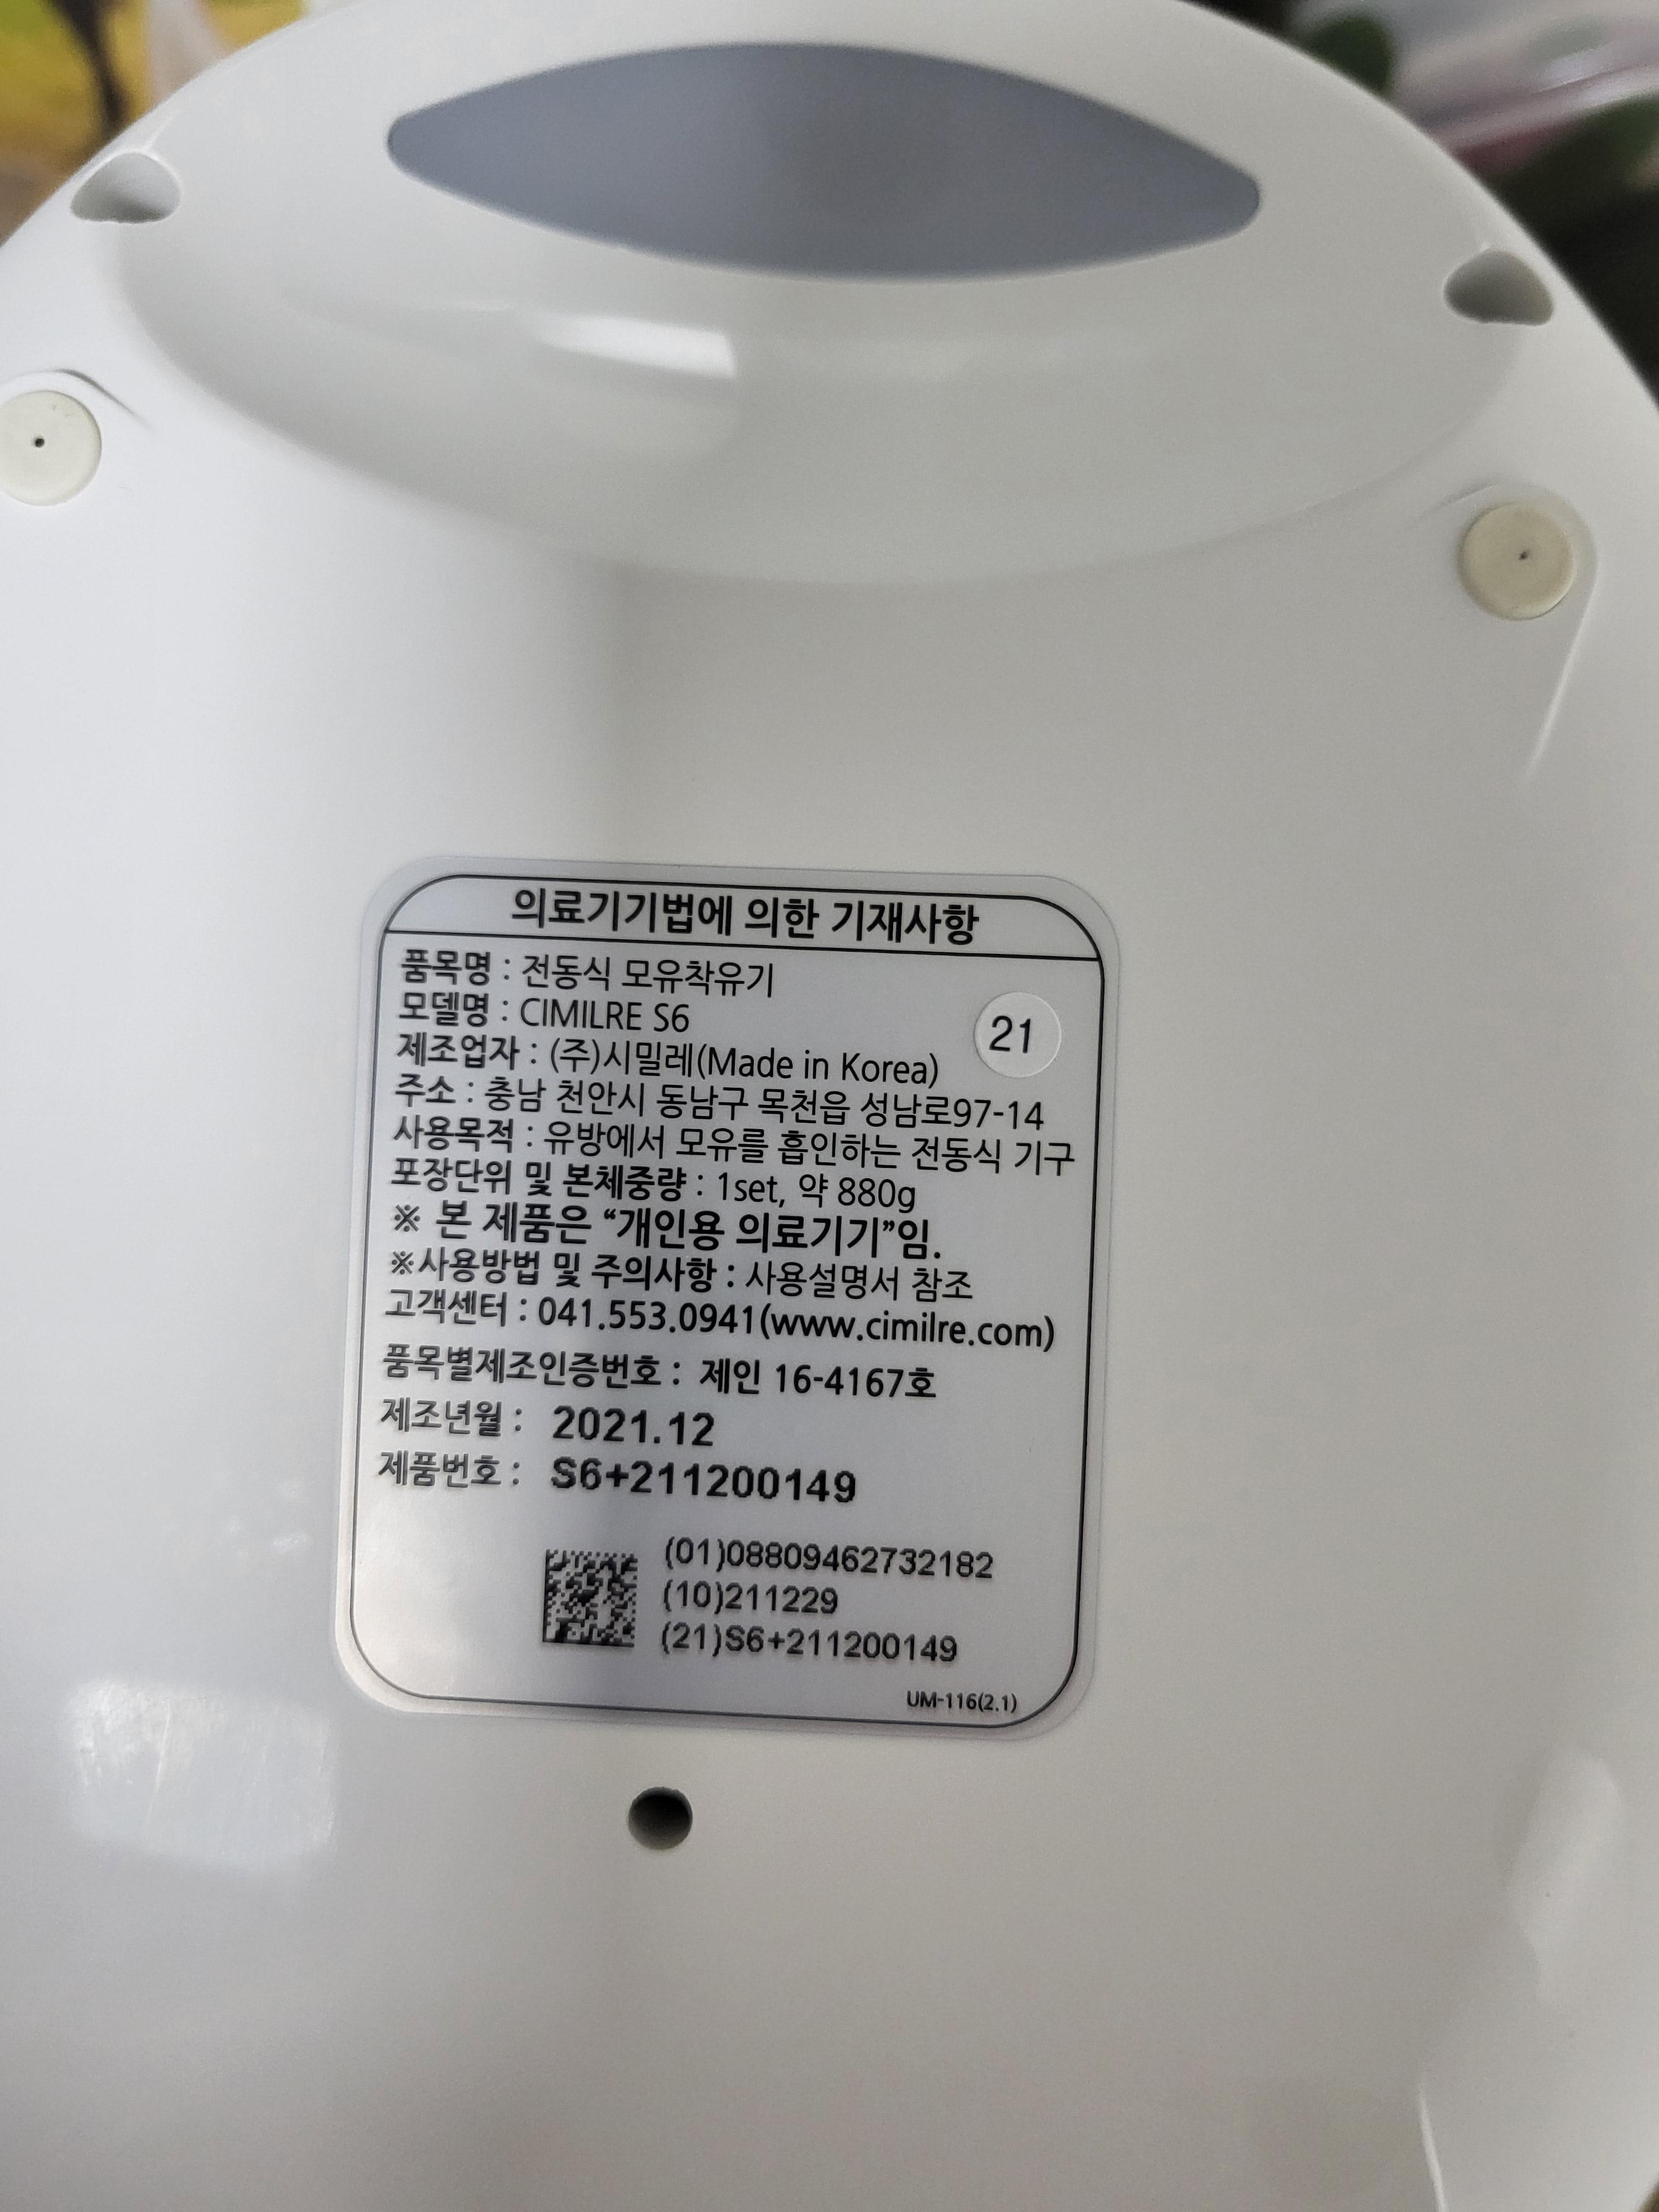 의료기기법에 의한 기재사항
품목명 : 전동식 모유착유기
모델명 : CIMILRE S6
21
제조업자 : (주)시밀레(Made in Korea)
주소 : 충남 천안시 동남구 목천읍 성남로97-14
사용목적 : 유방에서 모유를 흡인하는 전동식 기구
포장단위 및 본체중량 : 1set, 약 880g
※ 본 제품은 “개인용 의료기기”임.
※사용방법 및 주의사항 : 사용설명서 참조
고객센터 : 041.553.0941(www.cimilre.com)
품목별제조인증번호 : 제인 16-4167호
제조년월 : 2021.12
제품번호 : S6+211200149
(01)08809462732182
(10)211229
(21)S6+211200149
UM-116(2.1)